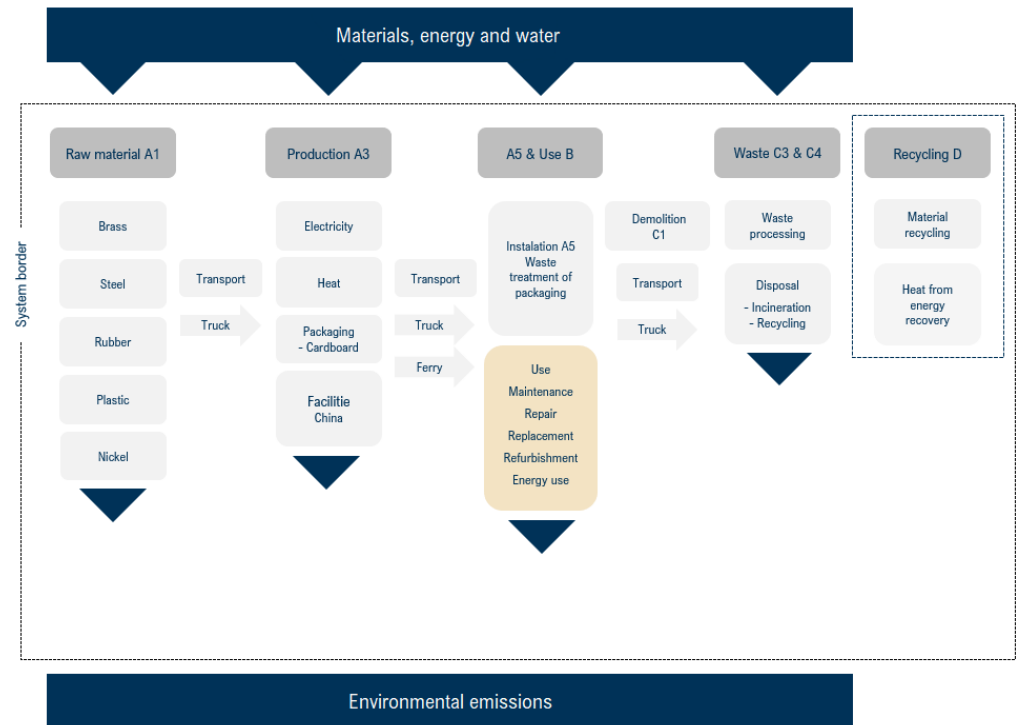 Materials, energy and water
System border
Raw material A1
Brass
Steel
Rubber
Plastic
Nickel
Transport
Truck
Production A3
Electricity
Heat
Packaging
- Cardboard
Facilitie
China
Transport
Truck
Ferry
A5 & Use B
Instalation A5
Waste
treatment of
packaging
Use
Maintenance
Repair
Replacement
Refurbishment
Energy use
Demolition
C1
Transport
Truck
Waste C3 & C4
Waste
processing
Disposal
- Incineration
- Recycling
Recycling D
Material
recycling
Heat from
energy
recovery
Environmental emissions